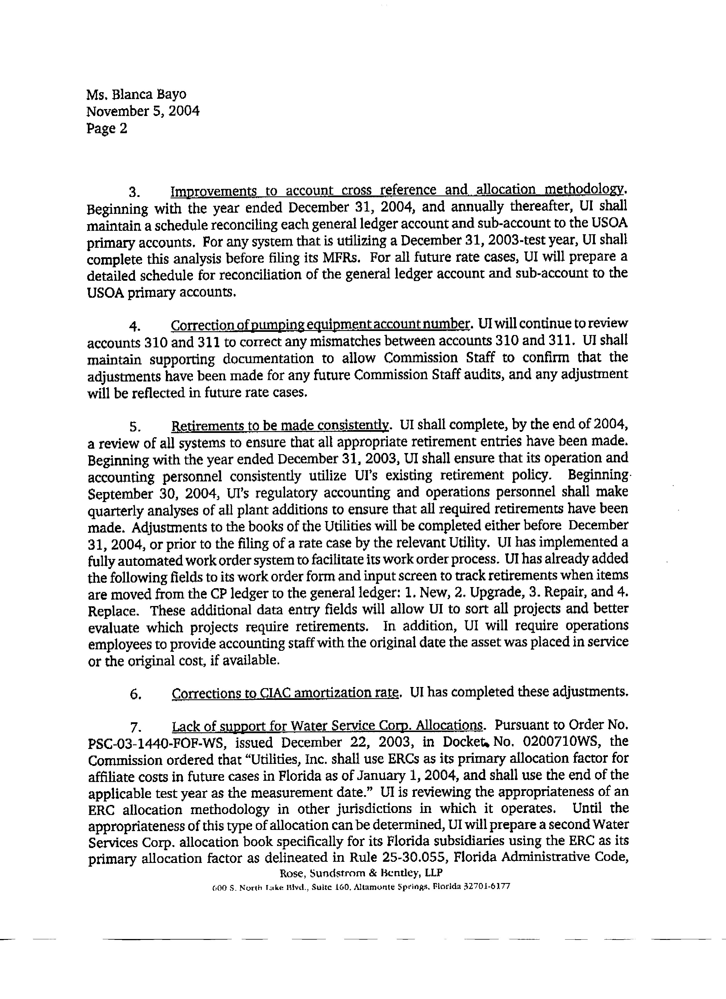 Ms. Blanca Bayo
November 5, 2004
Page 2
3. Improvements to account cross reference and allocation methodology.
Beginning with the year ended December 31, 2004, and annually thereafter, UI shall
maintain a schedule reconciling each general ledger account and sub-account to the USOA
primary accounts. For any system that is utilizing a December 31, 2003-test year, UI shall
complete this analysis before filing its MFRs. For all future rate cases, UI will prepare a
detailed schedule for reconciliation of the general ledger account and sub-account to the
USOA primary accounts.
4. Correction of pumping equipment account number. UI will continue to review
accounts 310 and 311 to correct any mismatches between accounts 310 and 311. UI shall
maintain supporting documentation to allow Commission Staff to confirm that the
adjustments have been made for any future Commission Staff audits, and any adjustment
will be reflected in future rate cases.
5. Retirements to be made consistently. UI shall complete, by the end of 2004,
a review of all systems to ensure that all appropriate retirement entries have been made.
Beginning with the year ended December 31, 2003, UI shall ensure that its operation and
accounting personnel consistently utilize UI's existing retirement policy. Beginning
September 30, 2004, UI's regulatory accounting and operations personnel shall make
quarterly analyses of all plant additions to ensure that all required retirements have been
made. Adjustments to the books of the Utilities will be completed either before December
31, 2004, or prior to the filing of a rate case by the relevant Utility. UI has implemented a
fully automated work order system to facilitate its work order process. UI has already added
the following fields to its work order form and input screen to track retirements when items
are moved from the CP ledger to the general ledger: 1. New, 2. Upgrade, 3. Repair, and 4.
Replace. These additional data entry fields will allow UI to sort all projects and better
evaluate which projects require retirements. In addition, UI will require operations
employees to provide accounting staff with the original date the asset was placed in service
or the original cost, if available.
6. Corrections to CIAC amortization rate. UI has completed these adjustments.
7. Lack of support for Water Service Corp. Allocations. Pursuant to Order No.
PSC-03-1440-FOF-WS, issued December 22, 2003, in Docket. No. 0200710WS, the
Commission ordered that “Utilities, Inc. shall use ERCs as its primary allocation factor for
affiliate costs in future cases in Florida as of January 1, 2004, and shall use the end of the
applicable test year as the measurement date.” UI is reviewing the appropriateness of an
ERC allocation methodology in other jurisdictions in which it operates. Until the
appropriateness of this type of allocation can be determined, UI will prepare a second Water
Services Corp. allocation book specifically for its Florida subsidiaries using the ERC as its
primary allocation factor as delineated in Rule 25-30.055, Florida Administrative Code,
Rose, Sundstrom & Bentley, LLP
600 S. North Lake Blvd., Suite 160, Altamonte Springs, Florida 32701-6177